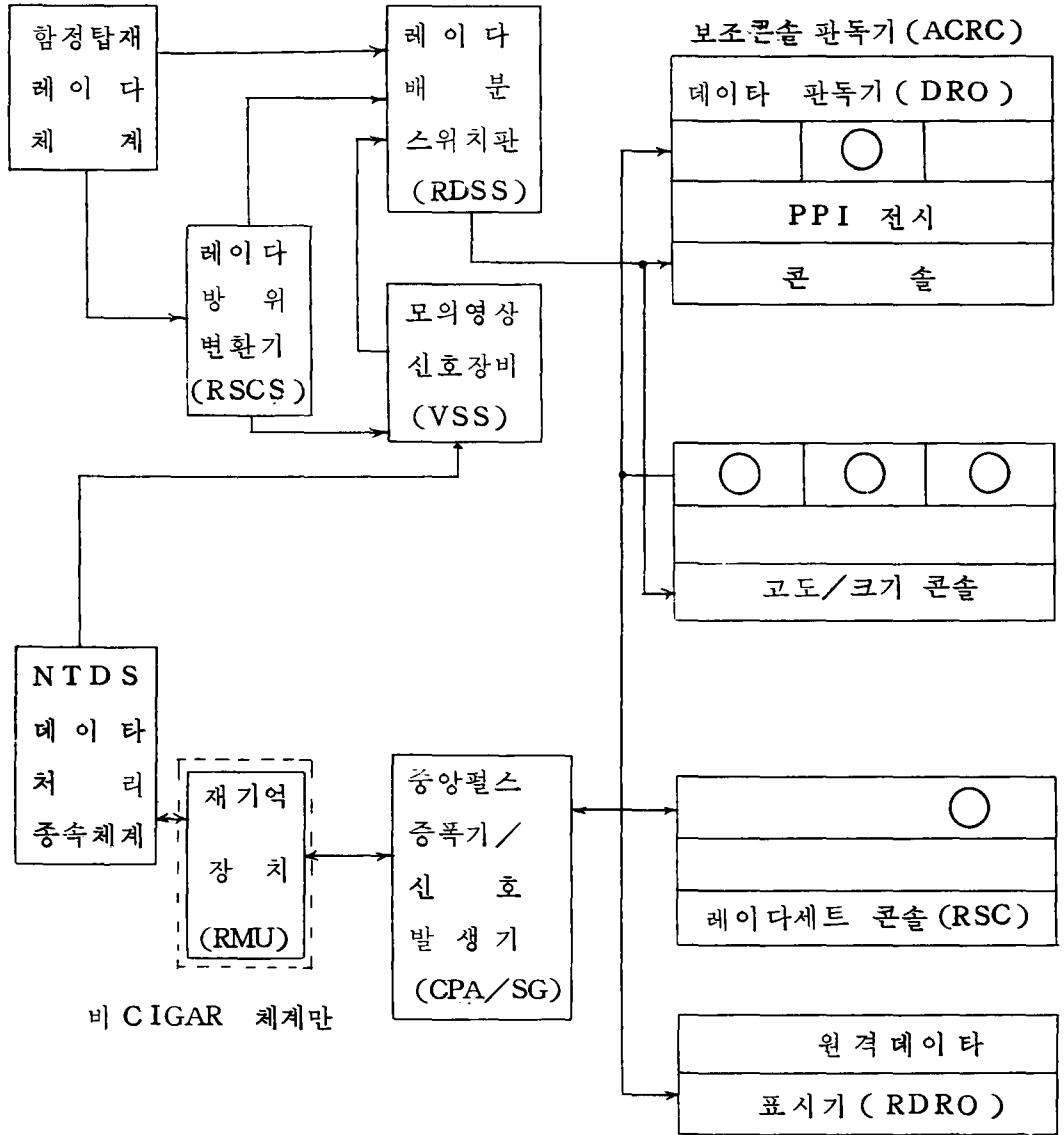 함정탑재
레 이 다
체 계
레 이 다
배 분
스위치판
(RDSS)
레이다
방 위
변환기
(RSCS)
모의영상
신호장비
(VSS)
NTDS
데 이 타
처 리
종속체계
재기억
장 치
(RMU)
비 CIGAR 체계만
중앙펄스
증폭기/
신 호
발 생 기
(CPA/SG)
보조콘솔 판독기 (ACRC)
데이타 판독기 ( DRO )
PPI 전시
콘 솔
고도/크기 콘솔
레이다세트 콘솔 (RSC)
원격데이타
표시기 ( RDRO )